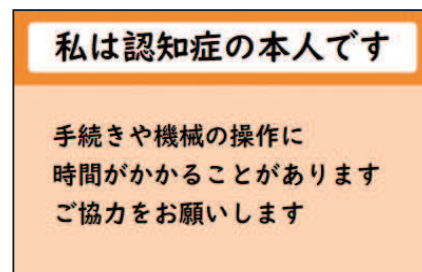 私は認知症の本人です
手続きや機械の操作に
時間がかかることがあります
ご協力をお願いします